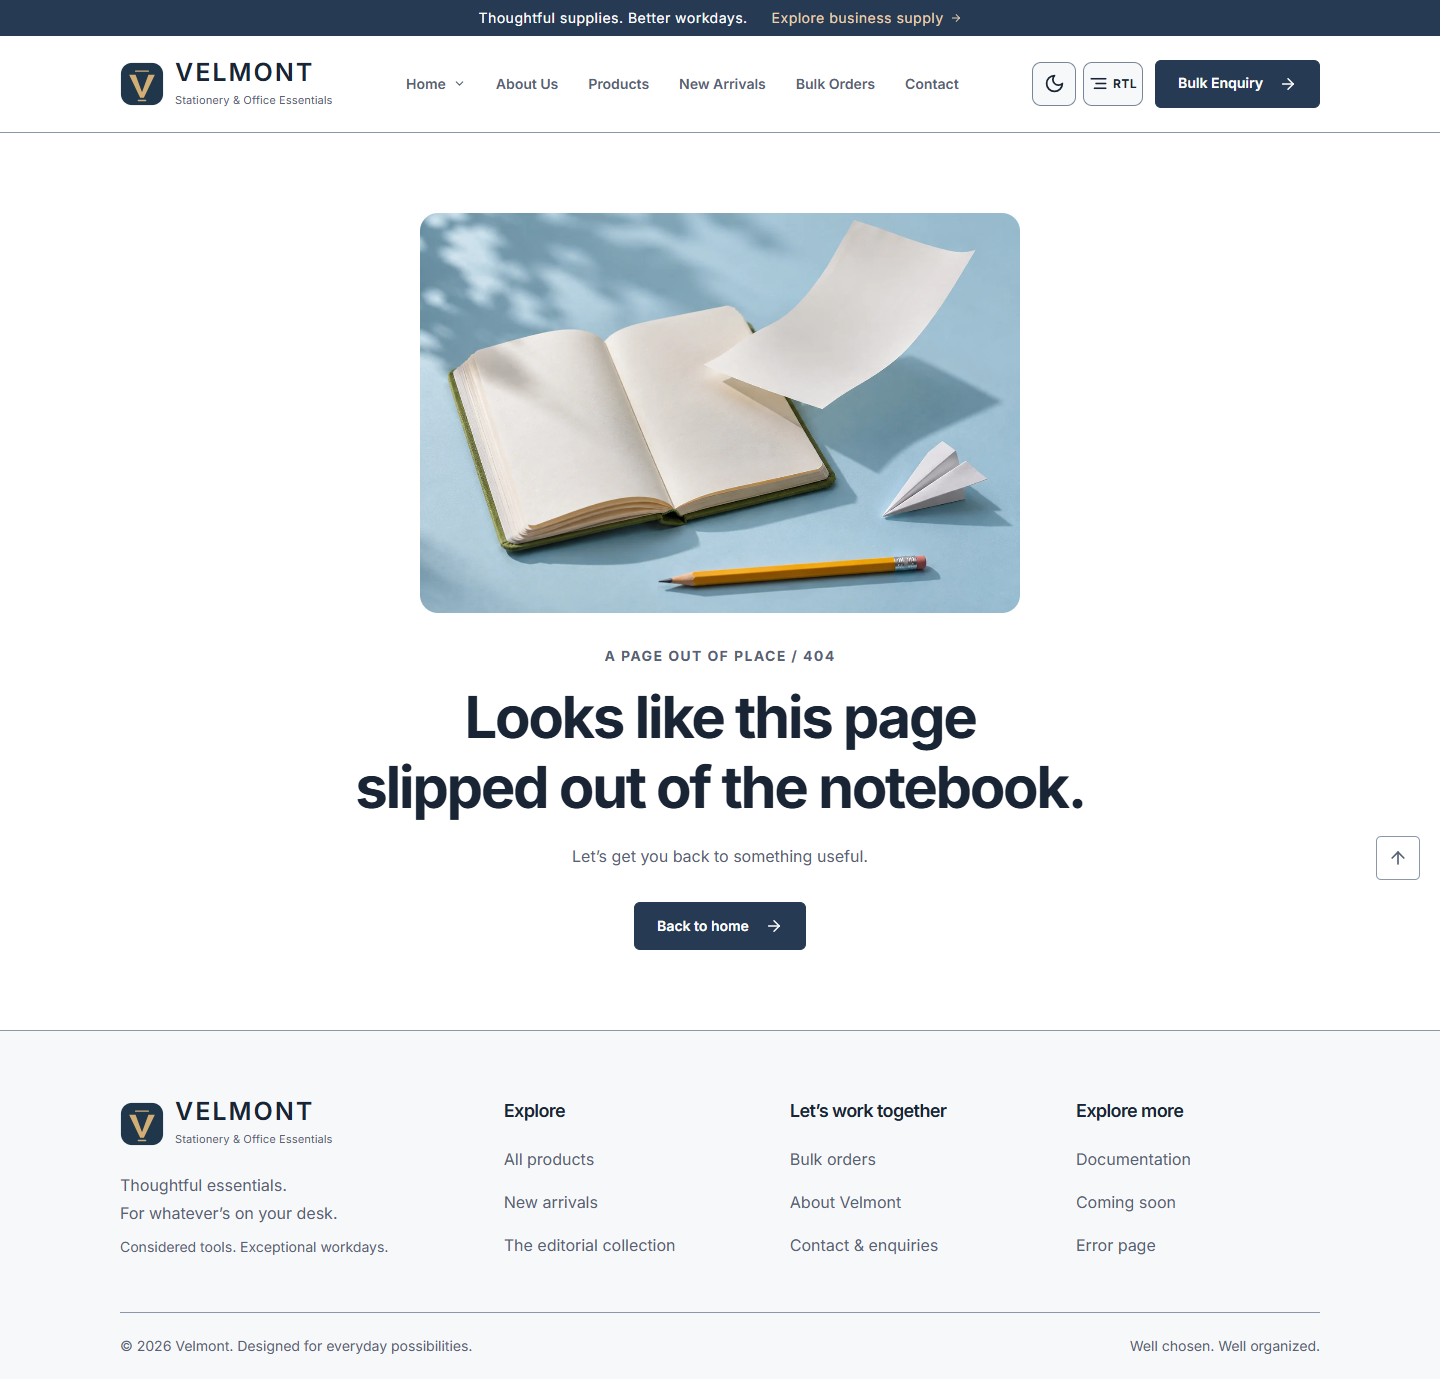 Thoughtful supplies. Better workdays. Explore business supply
VELMONT
Stationery & Office Essentials
Home About Us Products New Arrivals Bulk Orders Contact
RTL
Bulk Enquiry
A PAGE OUT OF PLACE / 404
Looks like this page
slipped out of the notebook.
Let’s get you back to something useful.
Back to home
VELMONT
Stationery & Office Essentials
Thoughtful essentials.
For whatever’s on your desk.
Considered tools. Exceptional workdays.
Explore
All products
New arrivals
The editorial collection
Let’s work together
Bulk orders
About Velmont
Contact & enquiries
Explore more
Documentation
Coming soon
Error page
© 2026 Velmont. Designed for everyday possibilities.
Well chosen. Well organized.